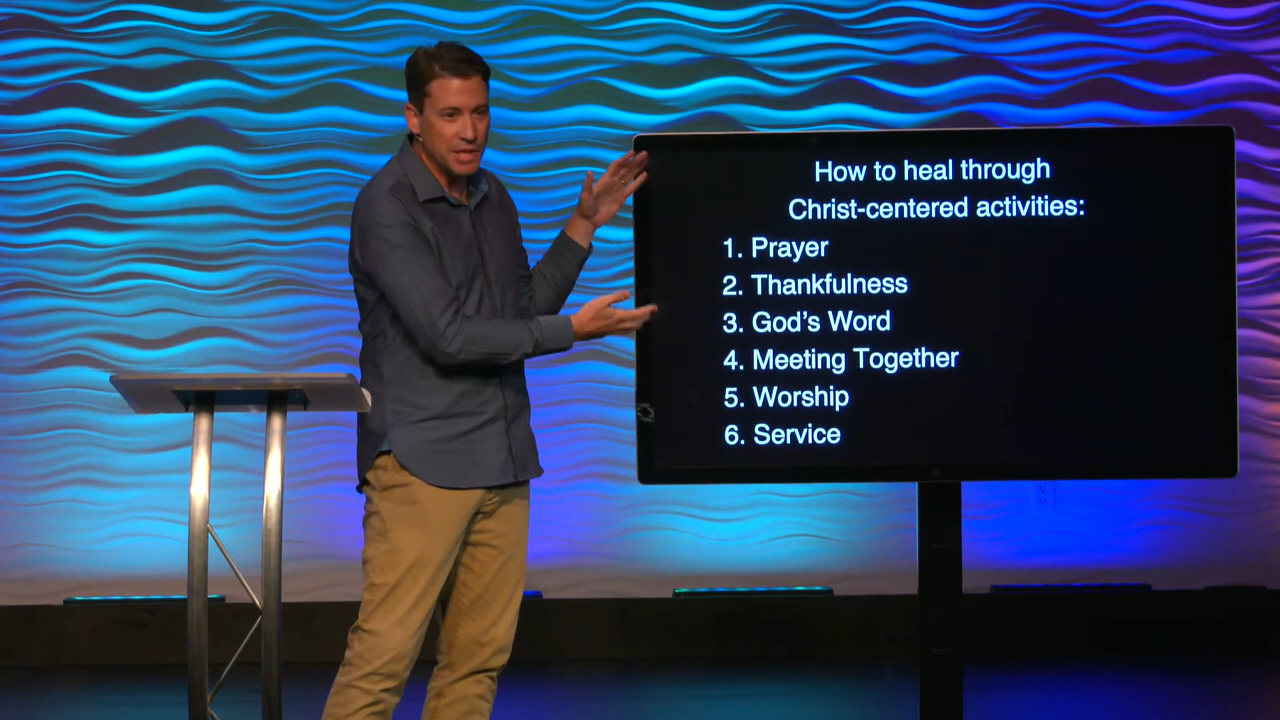 How to heal through
Christ-centered activities:
1. Prayer
2. Thankfulness
3. God's Word
4. Meeting Together
5. Worship
6. Service